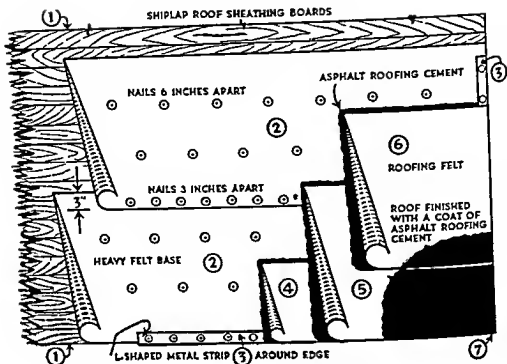 SHIPLAP ROOF SHEATHING BOARDS
①
ASPHALT ROOFING CEMENT
③
NAILS 6 INCHES APART
②
⑥
ROOFING FELT
NAILS 3 INCHES APART
3"
ROOF FINISHED
WITH A COAT OF
ASPHALT ROOFING
CEMENT
HEAVY FELT BASE
②
④
⑤
①
L-SHAPED METAL STRIP ③ AROUND EDGE
⑦